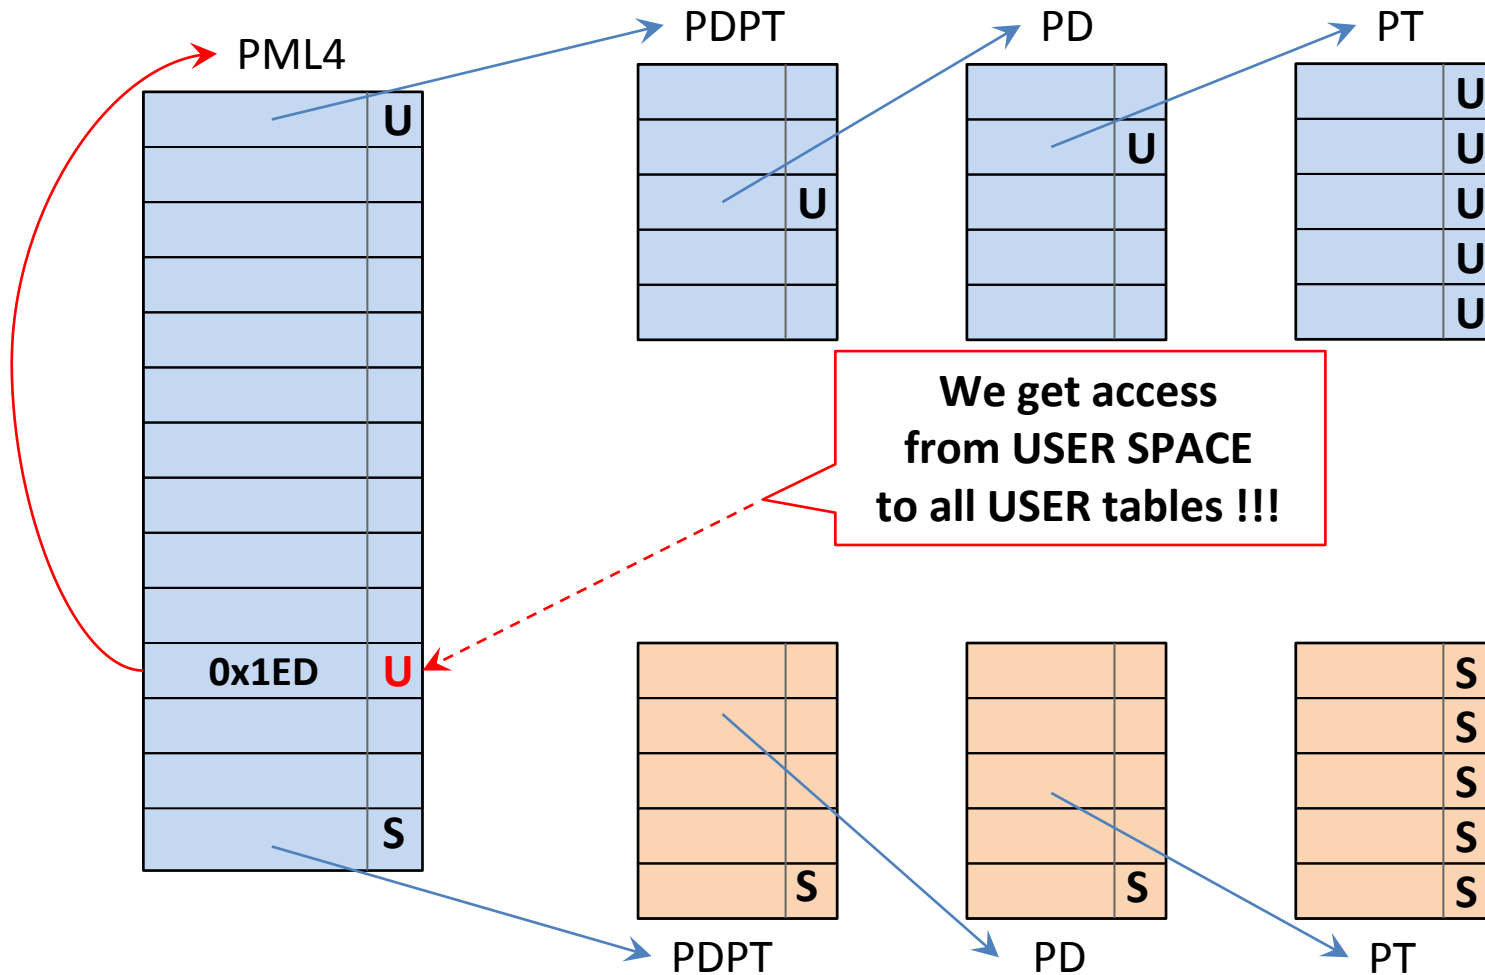 PDPT
PD
PT
PML4
U
U
U
U
U
U
U
U
We get access
from USER SPACE
to all USER tables !!!
0x1ED U
S
S
S
S
S
S
S
S
PDPT
PD
PT